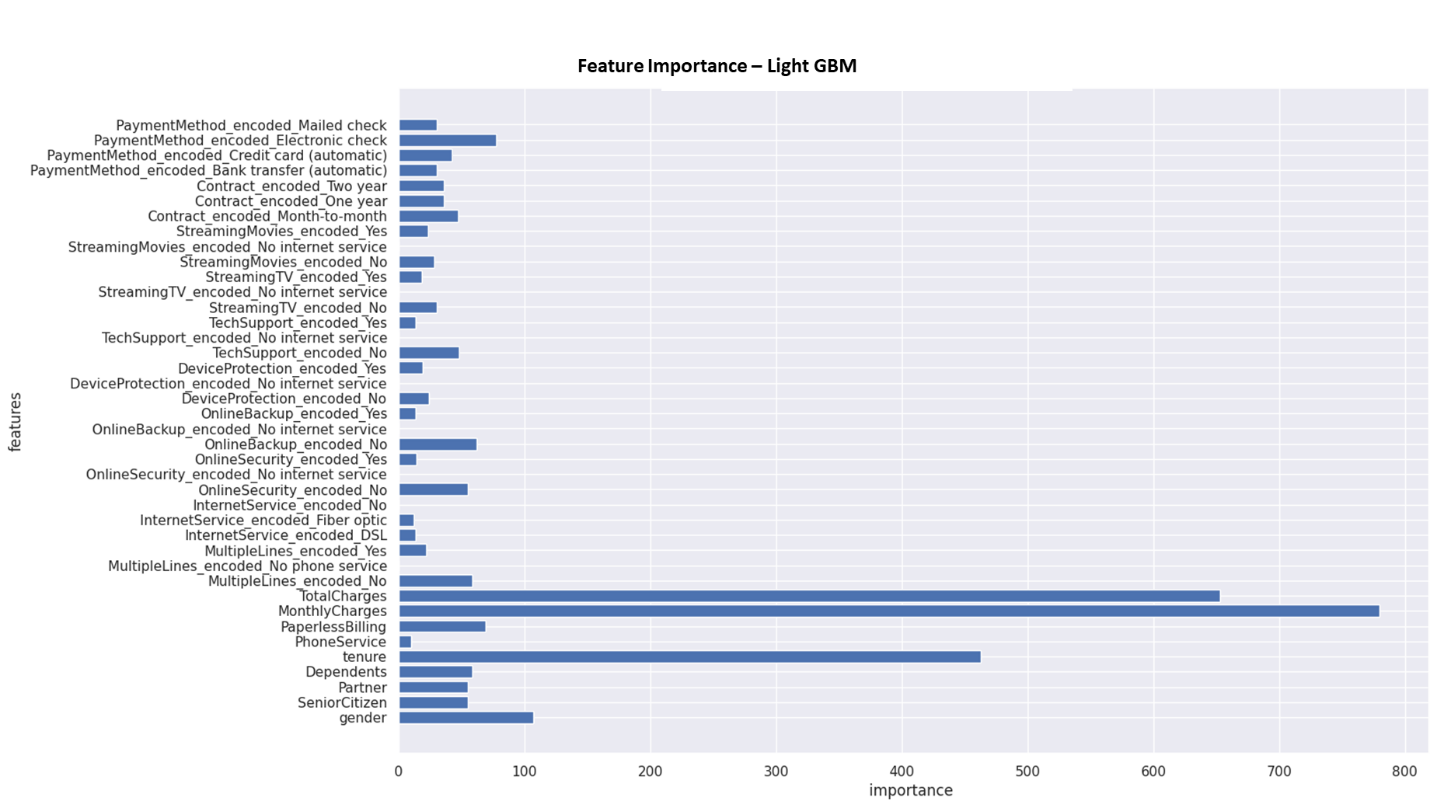 Feature Importance – Light GBM
PaymentMethod_encoded_Mailed check
PaymentMethod_encoded_Electronic check
PaymentMethod_encoded_Credit card (automatic)
PaymentMethod_encoded_Bank transfer (automatic)
Contract_encoded_Two year
Contract_encoded_One year
Contract_encoded_Month-to-month
StreamingMovies_encoded_Yes
StreamingMovies_encoded_No internet service
StreamingMovies_encoded_No
StreamingTV_encoded_Yes
StreamingTV_encoded_No internet service
StreamingTV_encoded_No
TechSupport_encoded_Yes
TechSupport_encoded_No internet service
TechSupport_encoded_No
DeviceProtection_encoded_Yes
DeviceProtection_encoded_No internet service
DeviceProtection_encoded_No
OnlineBackup_encoded_Yes
OnlineBackup_encoded_No internet service
OnlineBackup_encoded_No
OnlineSecurity_encoded_Yes
OnlineSecurity_encoded_No internet service
OnlineSecurity_encoded_No
InternetService_encoded_No
InternetService_encoded_Fiber optic
InternetService_encoded_DSL
MultipleLines_encoded_Yes
MultipleLines_encoded_No phone service
MultipleLines_encoded_No
TotalCharges
MonthlyCharges
PaperlessBilling
PhoneService
tenure
Dependents
Partner
SeniorCitizen
gender
features
0 100 200 300 400 500 600 700 800
importance